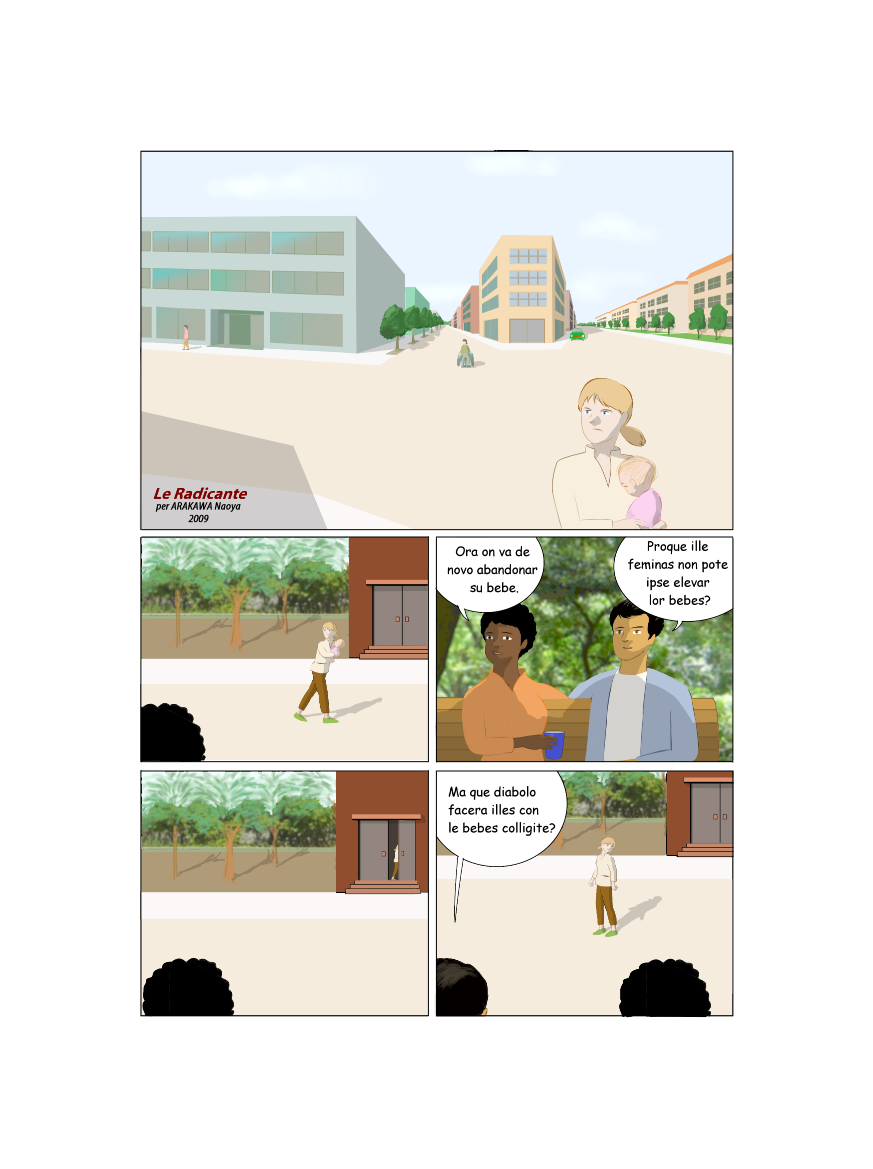 Le Radicante
per ARAKAWA Naoya
2009
Ora on va de
novo abandonar
su bebe.
Proque ille
feminas non pote
ipse elevar
lor bebes?
Ma que diabolo
facera illes con
le bebes colligite?